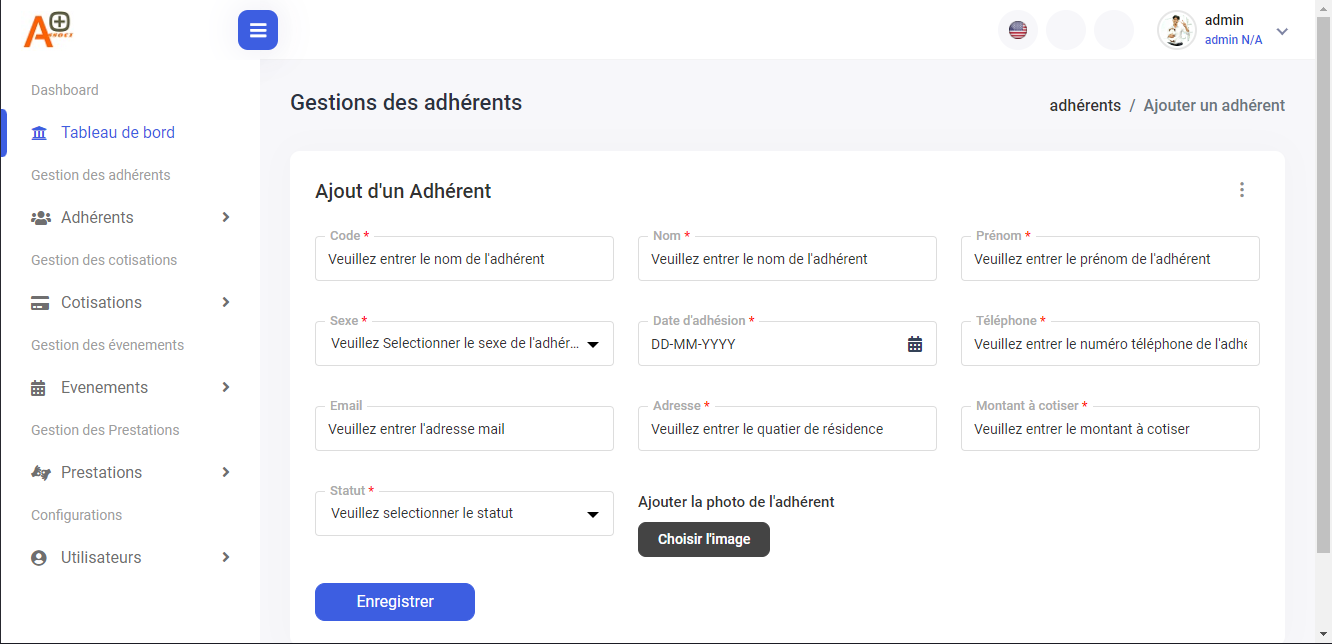 admin
admin N/A
Dashboard
Tableau de bord
Gestion des adhérents
Adhérents
Gestion des cotisations
Cotisations
Gestion des évenements
Evenements
Gestion des Prestations
Prestations
Configurations
Utilisateurs
Gestions des adhérents
adhérents / Ajouter un adhérent
Ajout d'un Adhérent
Code *
Veuillez entrer le nom de l'adhérent
Nom *
Veuillez entrer le nom de l'adhérent
Prénom *
Veuillez entrer le prénom de l'adhérent
Sexe *
Veuillez Selectionner le sexe de l'adhér...
Date d'adhésion *
DD-MM-YYYY
Téléphone *
Veuillez entrer le numéro téléphone de l'adhe
Email
Veuillez entrer l'adresse mail
Adresse *
Veuillez entrer le quatier de résidence
Montant à cotiser *
Veuillez entrer le montant à cotiser
Statut *
Veuillez selectionner le statut
Ajouter la photo de l'adhérent
Choisir l'image
Enregistrer